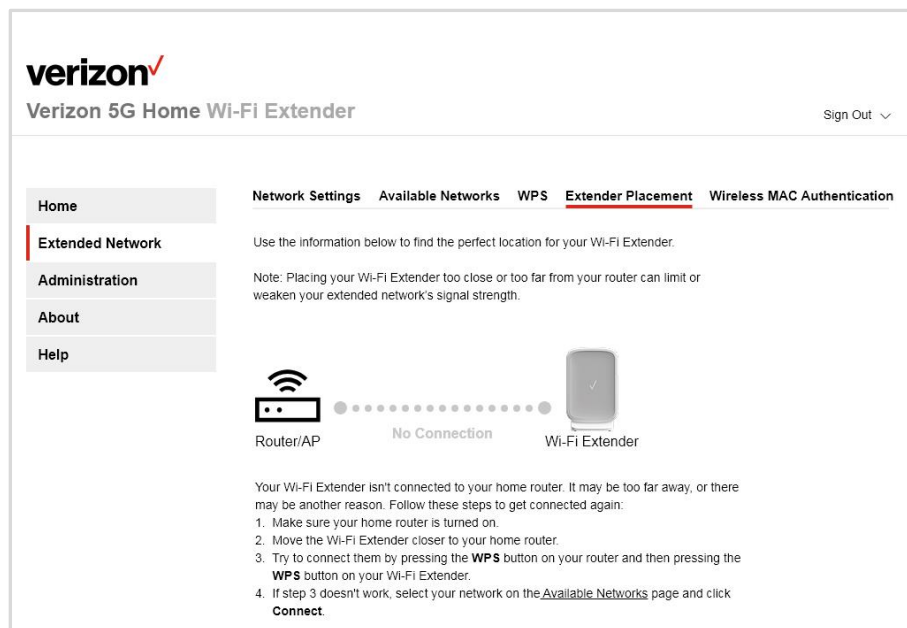 verizon✓
Verizon 5G Home Wi-Fi Extender
Sign Out
Home
Extended Network
Administration
About
Help
Network Settings Available Networks WPS Extender Placement Wireless MAC Authentication
Use the information below to find the perfect location for your Wi-Fi Extender.
Note: Placing your Wi-Fi Extender too close or too far from your router can limit or
weaken your extended network's signal strength.
No Connection
Router/AP
Wi-Fi Extender
Your Wi-Fi Extender isn't connected to your home router. It may be too far away, or there
may be another reason. Follow these steps to get connected again:
1. Make sure your home router is turned on.
2. Move the Wi-Fi Extender closer to your home router.
3. Try to connect them by pressing the WPS button on your router and then pressing the
WPS button on your Wi-Fi Extender.
4. If step 3 doesn't work, select your network on the Available Networks page and click
Connect.